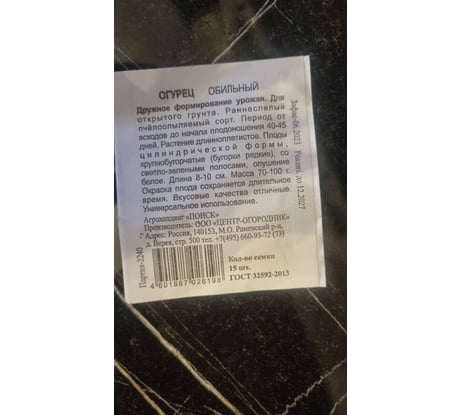 ОГУРЕЦ ОБИЛЬНЫЙ
Дружное формирование урожая. Для
открытого грунта. Раннеспелый
пчёлоопыляемый сорт. Период от
всходов до начала плодоношения 40-45
дней. Растение длинноплетистое. Плоды
цилиндрической формы,
крупнобугорчатые (бугорки редкие), со
светло-зелеными полосами, опушение
белое. Длина 8-10 см. Масса 70-100 г.
Окраска плода сохраняется длительное
время. Вкусовые качества отличные.
Универсальное использование.
Агрохолдинг «ПОИСК»
Производитель: ООО «ЦЕНТР-ОГОРОДНИК»
Адрес: Россия, 140153, М.О. Раменский р-н,
д. Верея, стр. 500 тел. +7(495) 660-93-72 (73)
Кол-во семян
15 шт.
ГОСТ 32592-2013
4 601887 026198
Партия-2240
06.2023 Реализ. до 12.2027